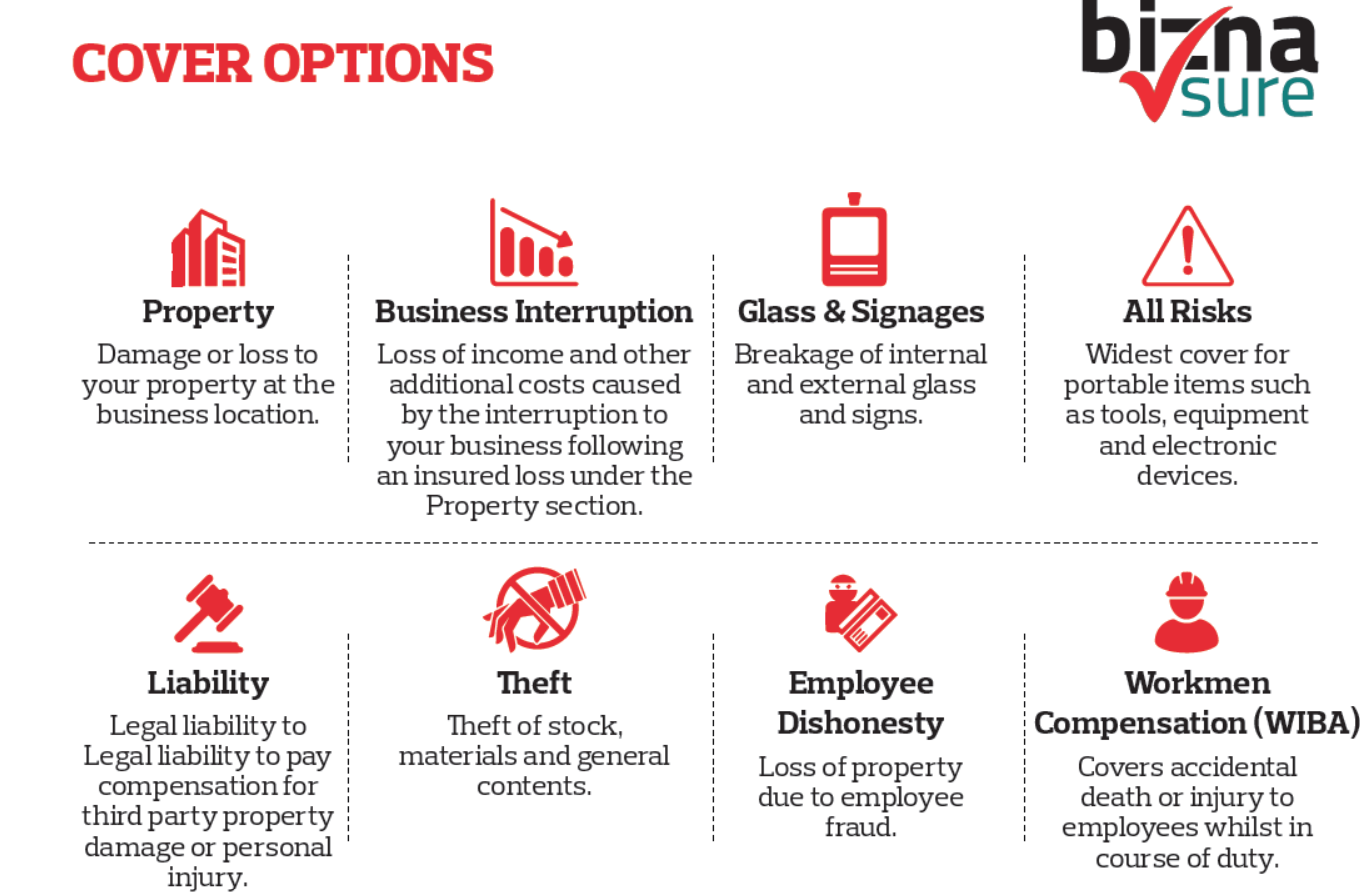 COVER OPTIONS
bizna
sure
Property
Damage or loss to
your property at the
business location.
Business Interruption
Loss of income and other
additional costs caused
by the interruption to
your business following
an insured loss under the
Property section.
Glass & Signages
Breakage of internal
and external glass
and signs.
All Risks
Widest cover for
portable items such
as tools, equipment
and electronic
devices.
Liability
Legal liability to
Legal liability to pay
compensation for
third party property
damage or personal
injury.
Theft
Theft of stock,
materials and general
contents.
Employee
Dishonesty
Loss of property
due to employee
fraud.
Workmen
Compensation (WIBA)
Covers accidental
death or injury to
employees whilst in
course of duty.